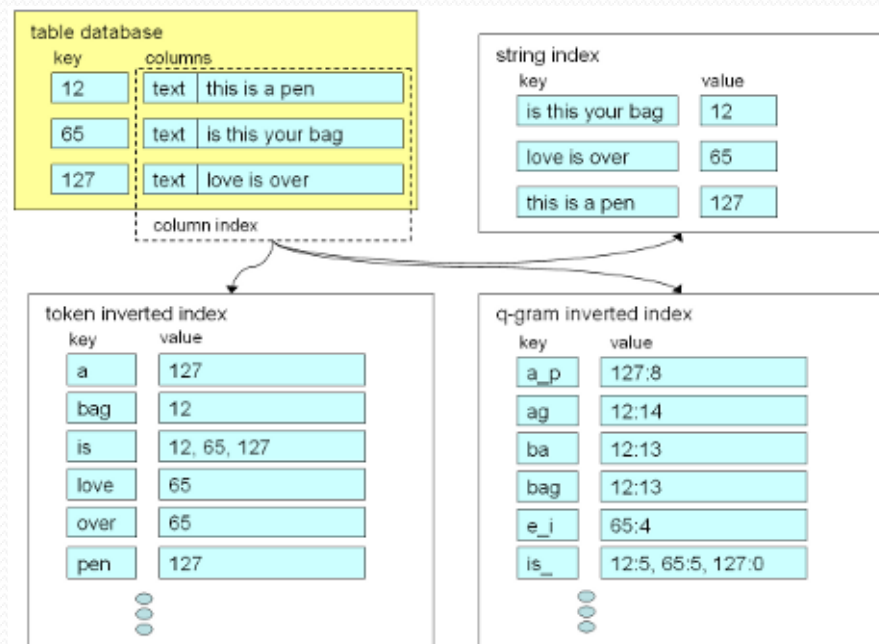 table database
key columns
12 text this is a pen
65 text is this your bag
127 text love is over
column index
string index
key value
is this your bag 12
love is over 65
this is a pen 127
token inverted index
key value
a 127
bag 12
is 12, 65, 127
love 65
over 65
pen 127
q-gram inverted index
key value
a_p 127:8
ag 12:14
ba 12:13
bag 12:13
e_i 65:4
is_ 12:5, 65:5, 127:0